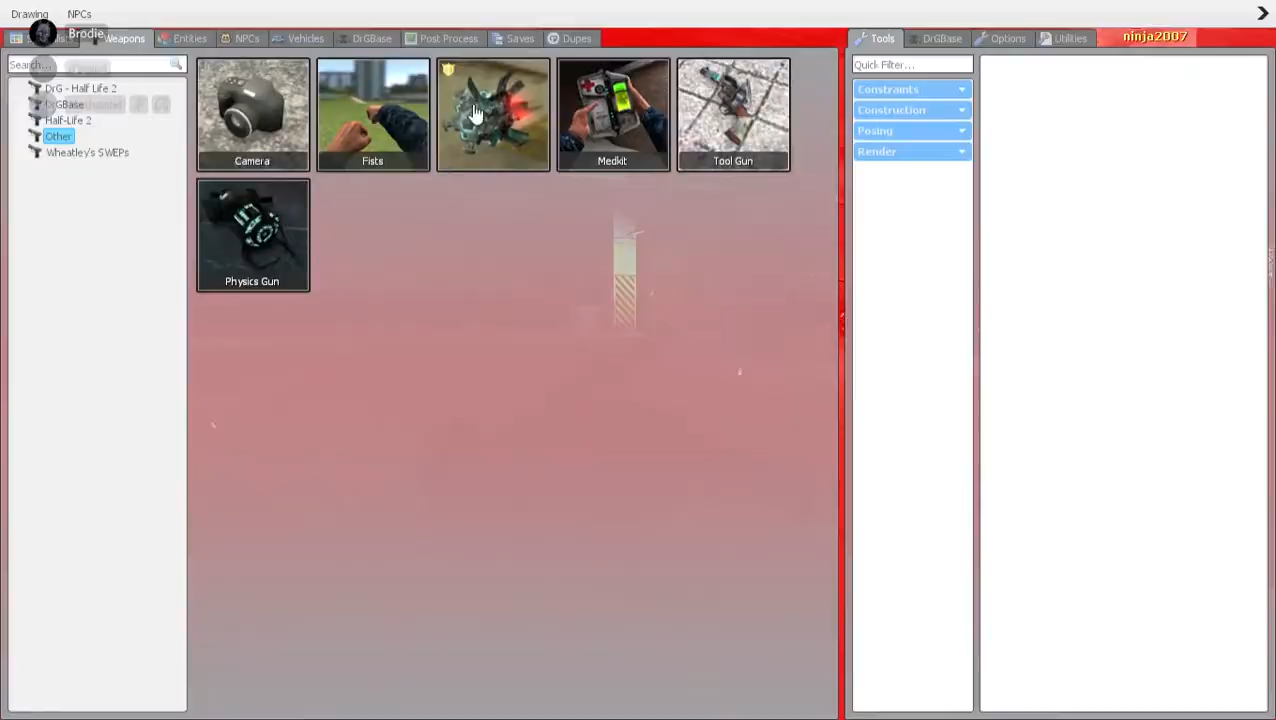 Drawing NPCs
Brodie
Weapons Entities NPCs Vehicles DrGBase Post Process Saves Dupes
Tools DrGBase Options Utilities ninja2007
Search...
Quick Filter...
DrG - Half Life 2
DrGBase
Half-Life 2
Other
Wheatley's SWEPs
Camera Fists Medkit Tool Gun
Physics Gun
Constraints
Construction
Posing
Render